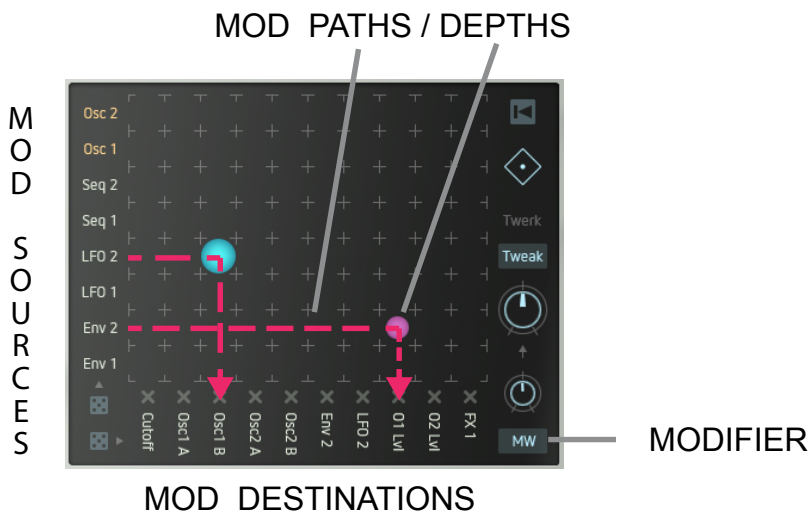 MOD PATHS / DEPTHS
MOD SOURCES
Osc 2
Osc 1
Seq 2
Seq 1
LFO 2
LFO 1
Env 2
Env 1
Twerk
Tweak
MW
MODIFIER
Cutoff
Osc1 A
Osc1 B
Osc2 A
Osc2 B
Env 2
LFO 2
O1 Lvl
O2 Lvl
FX 1
MOD DESTINATIONS